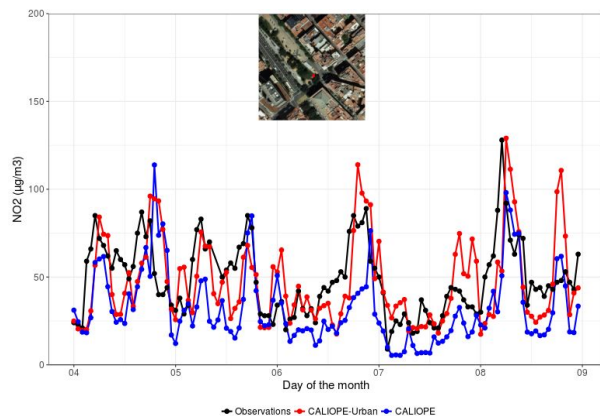 200
150
100
50
0
NO2 (µg/m3)
04 05 06 07 08 09
Day of the month
Observations CALIOPE-Urban CALIOPE